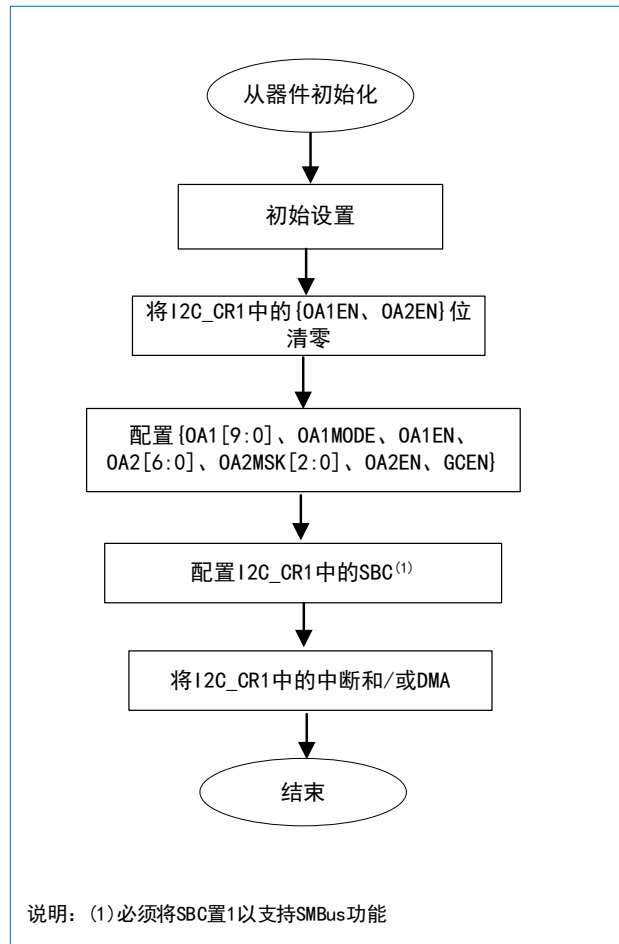 从器件初始化
初始设置
将I2C_CR1中的{OA1EN、OA2EN}位
清零
配置{OA1[9:0]、OA1MODE、OA1EN、
OA2[6:0]、OA2MSK[2:0]、OA2EN、GCEN}
配置I2C_CR1中的SBC(1)
将I2C_CR1中的中断和/或DMA
结束
说明：(1)必须将SBC置1以支持SMBus功能